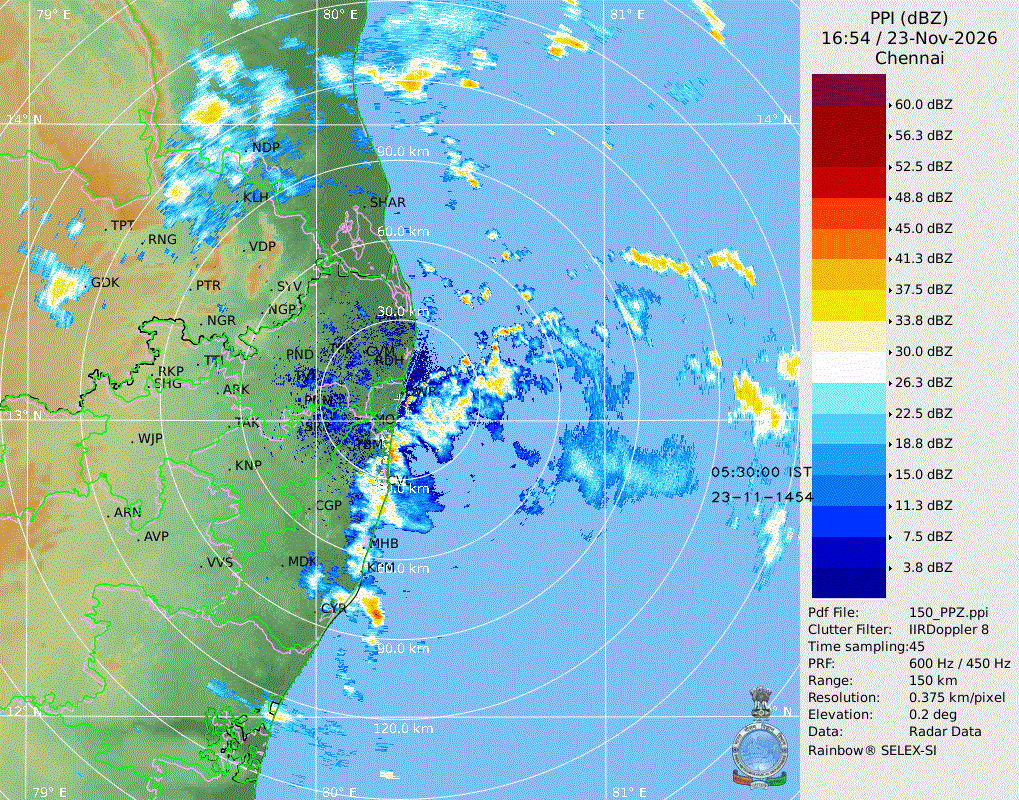 79° E
80° E
81° E
PPI (dBZ)
16:54 / 23-Nov-2026
Chennai
60.0 dBZ
56.3 dBZ
52.5 dBZ
48.8 dBZ
45.0 dBZ
41.3 dBZ
37.5 dBZ
33.8 dBZ
30.0 dBZ
26.3 dBZ
22.5 dBZ
18.8 dBZ
15.0 dBZ
11.3 dBZ
7.5 dBZ
3.8 dBZ
14° N
14° N
NDP
90.0 km
KLH
SHAR
TPT
RNG
VDP
60.0 km
GDK
PTR
SYV
NGP
30.0 km
NGR
PND
RKP
SHG
ARK
13° N
TAK
WJP
KNP
05:30:00 IST
23-11-1454
CGP
ARN
AVP
MHB
VVS
MDK
CYR
90.0 km
12° N
120.0 km
79° E
80° E
81° E
Pdf File: 150_PPZ.ppi
Clutter Filter: IIRDoppler 8
Time sampling:45
PRF: 600 Hz / 450 Hz
Range: 150 km
Resolution: 0.375 km/pixel
Elevation: 0.2 deg
Data: Radar Data
Rainbow® SELEX-SI